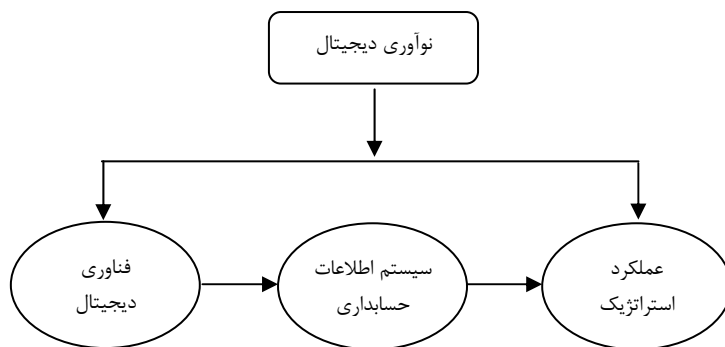 نوآوری دیجیتال
فناوری
دیجیتال
سیستم اطلاعات
حسابداری
عملکرد
استراتژیک